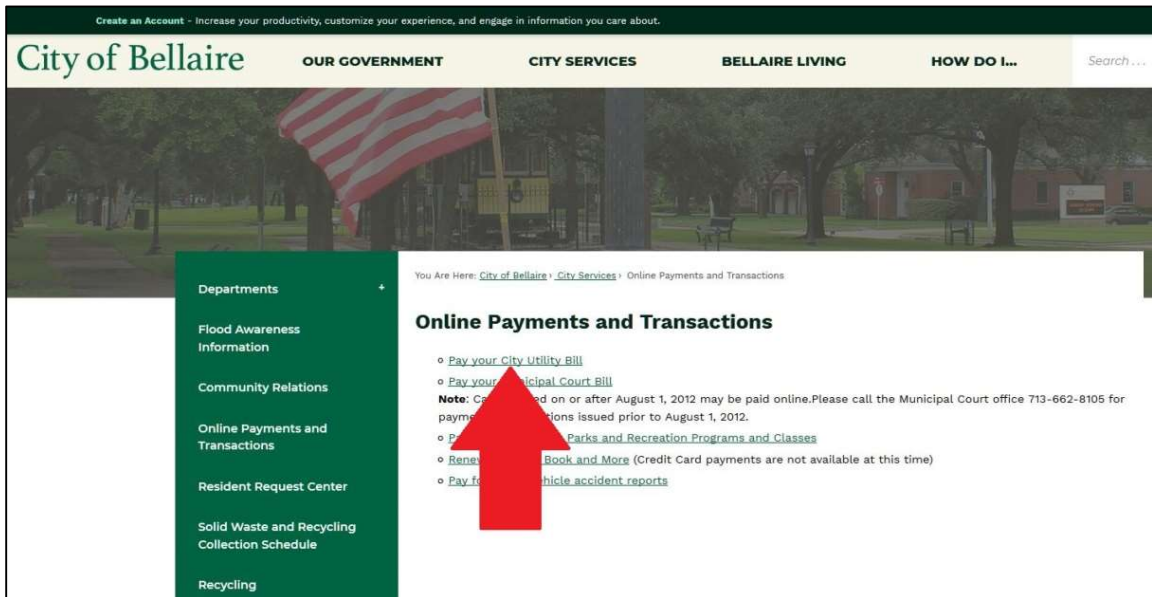 Create an Account - Increase your productivity, customize your experience, and engage in information you care about.
City of Bellaire
OUR GOVERNMENT
CITY SERVICES
BELLAIRE LIVING
HOW DO I...
Search...
Departments +
Flood Awareness
Information
Community Relations
Online Payments and
Transactions
Resident Request Center
Solid Waste and Recycling
Collection Schedule
Recycling
You Are Here: City of Bellaire › City Services › Online Payments and Transactions
Online Payments and Transactions
Pay your City Utility Bill
Pay your Municipal Court Bill
Note: on or after August 1, 2012 may be paid online.Please call the Municipal Court office 713-662-8105 for
issued prior to August 1, 2012.
Parks and Recreation Programs and Classes
Book and More (Credit Card payments are not available at this time)
Pay accident reports